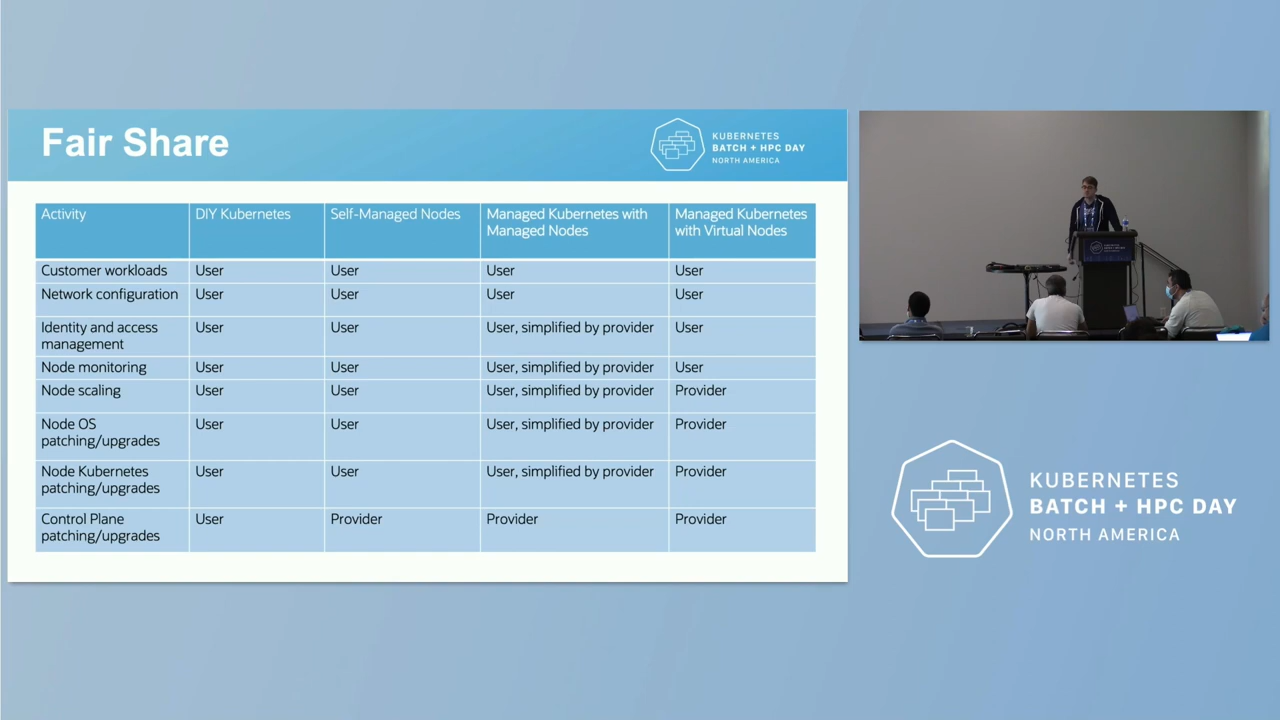 Fair Share
KUBERNETES
BATCH + HPC DAY
NORTH AMERICA
Activity
DIY Kubernetes
Self-Managed Nodes
Managed Kubernetes with
Managed Nodes
Managed Kubernetes
with Virtual Nodes
Customer workloads
User
User
User
User
Network configuration
User
User
User
User
Identity and access
management
User
User
User, simplified by provider
User
Node monitoring
User
User
User, simplified by provider
User
Node scaling
User
User
User, simplified by provider
Provider
Node OS
patching/upgrades
User
User
User, simplified by provider
Provider
Node Kubernetes
patching/upgrades
User
User
User, simplified by provider
Provider
Control Plane
patching/upgrades
User
Provider
Provider
Provider
KUBERNETES
BATCH + HPC DAY
NORTH AMERICA